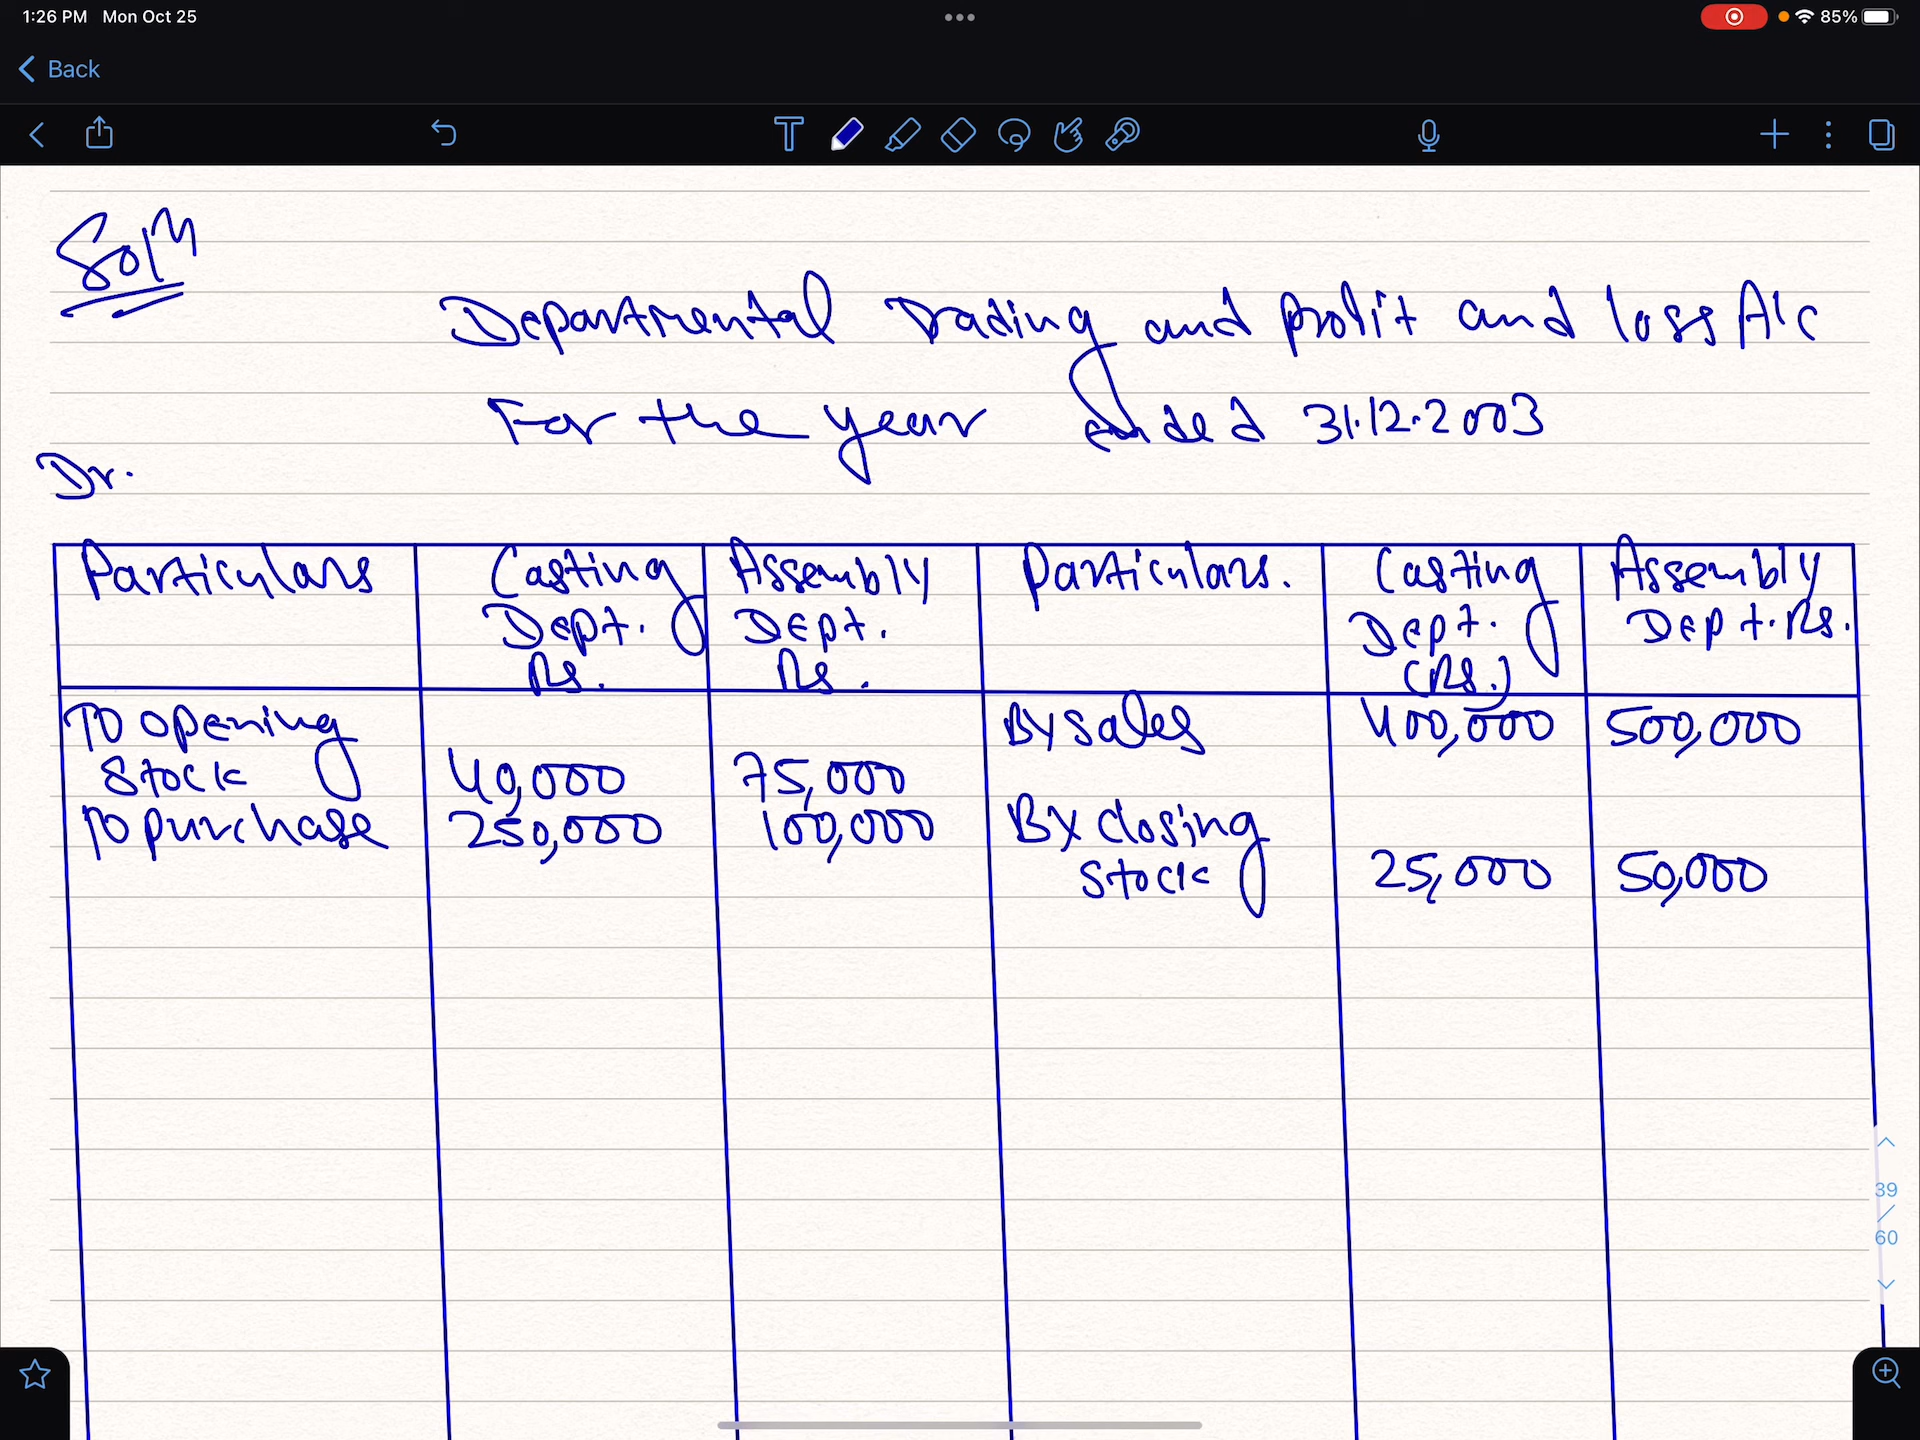 1:26 PM Mon Oct 25
85%
Back
Soln
Departmental Trading and profit and loss A/c
For the year ended 31.12.2003
Dr.
Particulars Casting Dept. Rs. Assembly Dept. Rs. Particulars. Casting Dept. (Rs.) Assembly Dept. Rs.
To opening By sales 400,000 500,000
Stock 40,000 75,000
To purchase 250,000 100,000 By closing
Stock 25,000 50,000
39
/
60